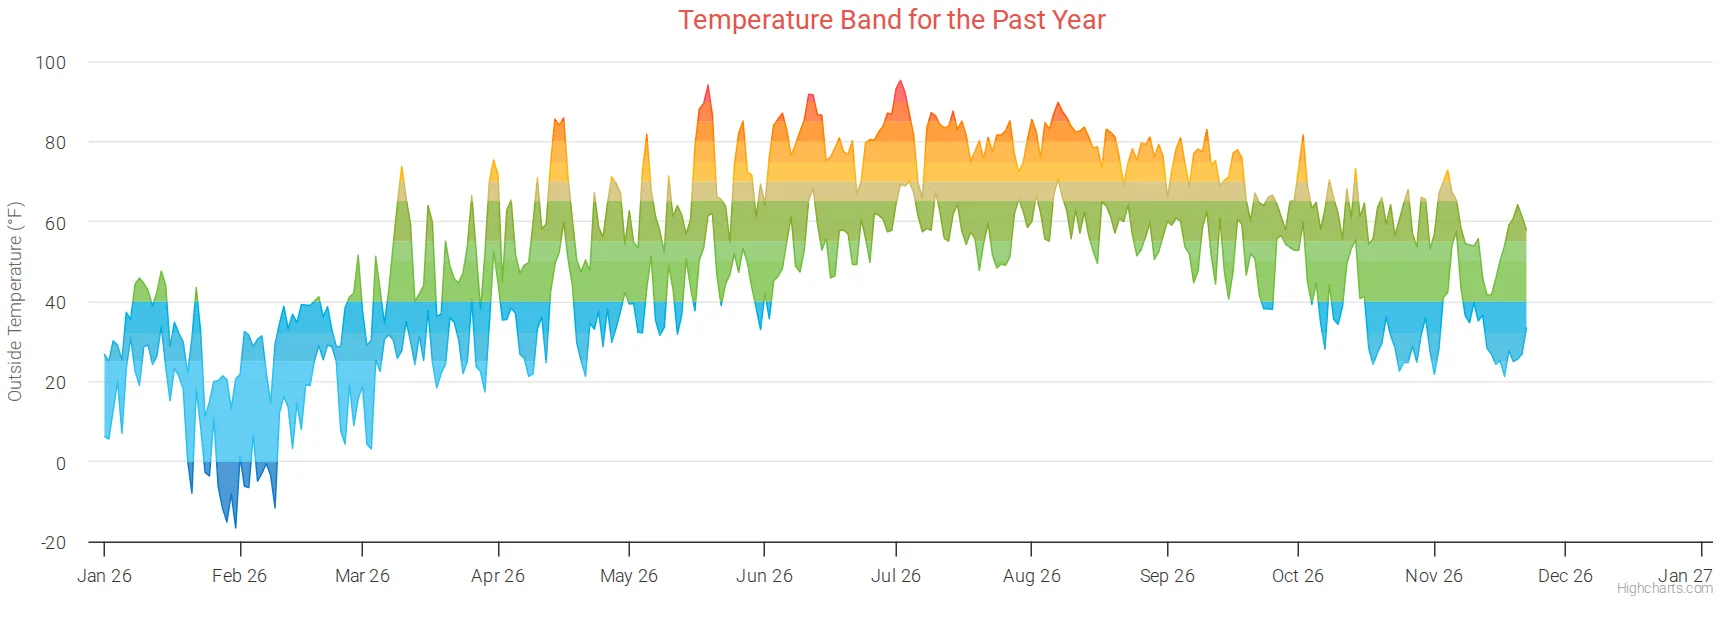 Temperature Band for the Past Year
Outside Temperature (°F)
100
80
60
40
20
0
-20
Jan 26 Feb 26 Mar 26 Apr 26 May 26 Jun 26 Jul 26 Aug 26 Sep 26 Oct 26 Nov 26 Dec 26 Jan 27
Highcharts.com